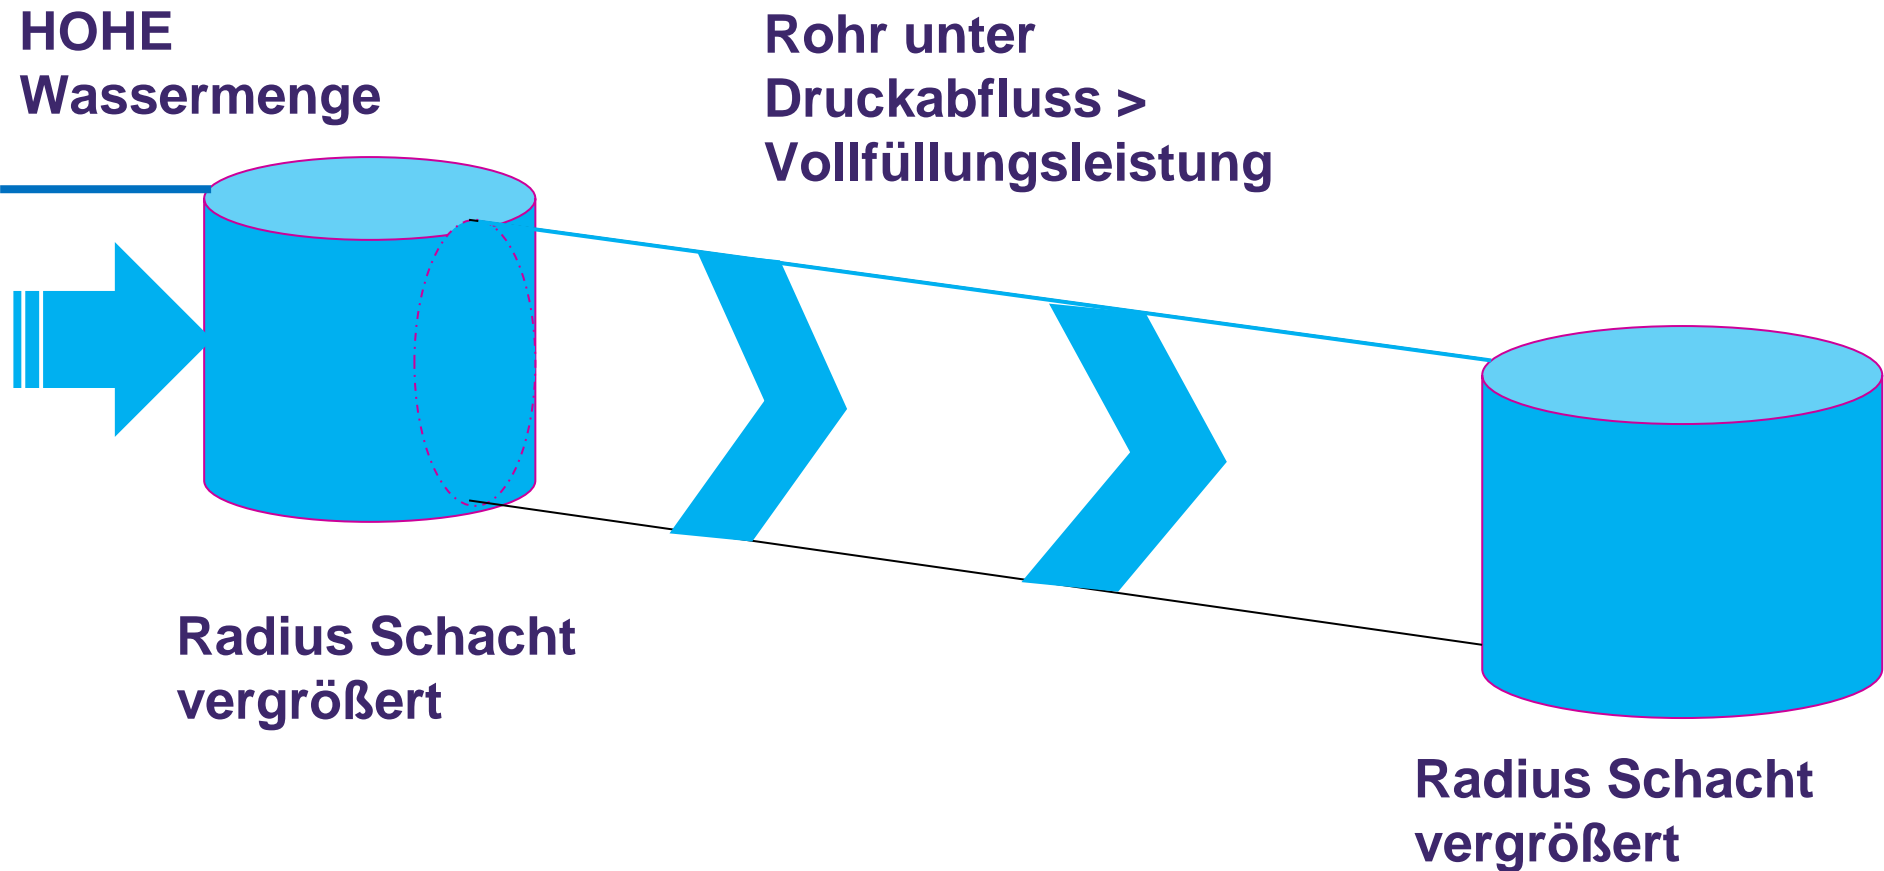 HOHE
Wassermenge
Rohr unter
Druckabfluss >
Vollfüllungsleistung
Radius Schacht
vergrößert
Radius Schacht
vergrößert